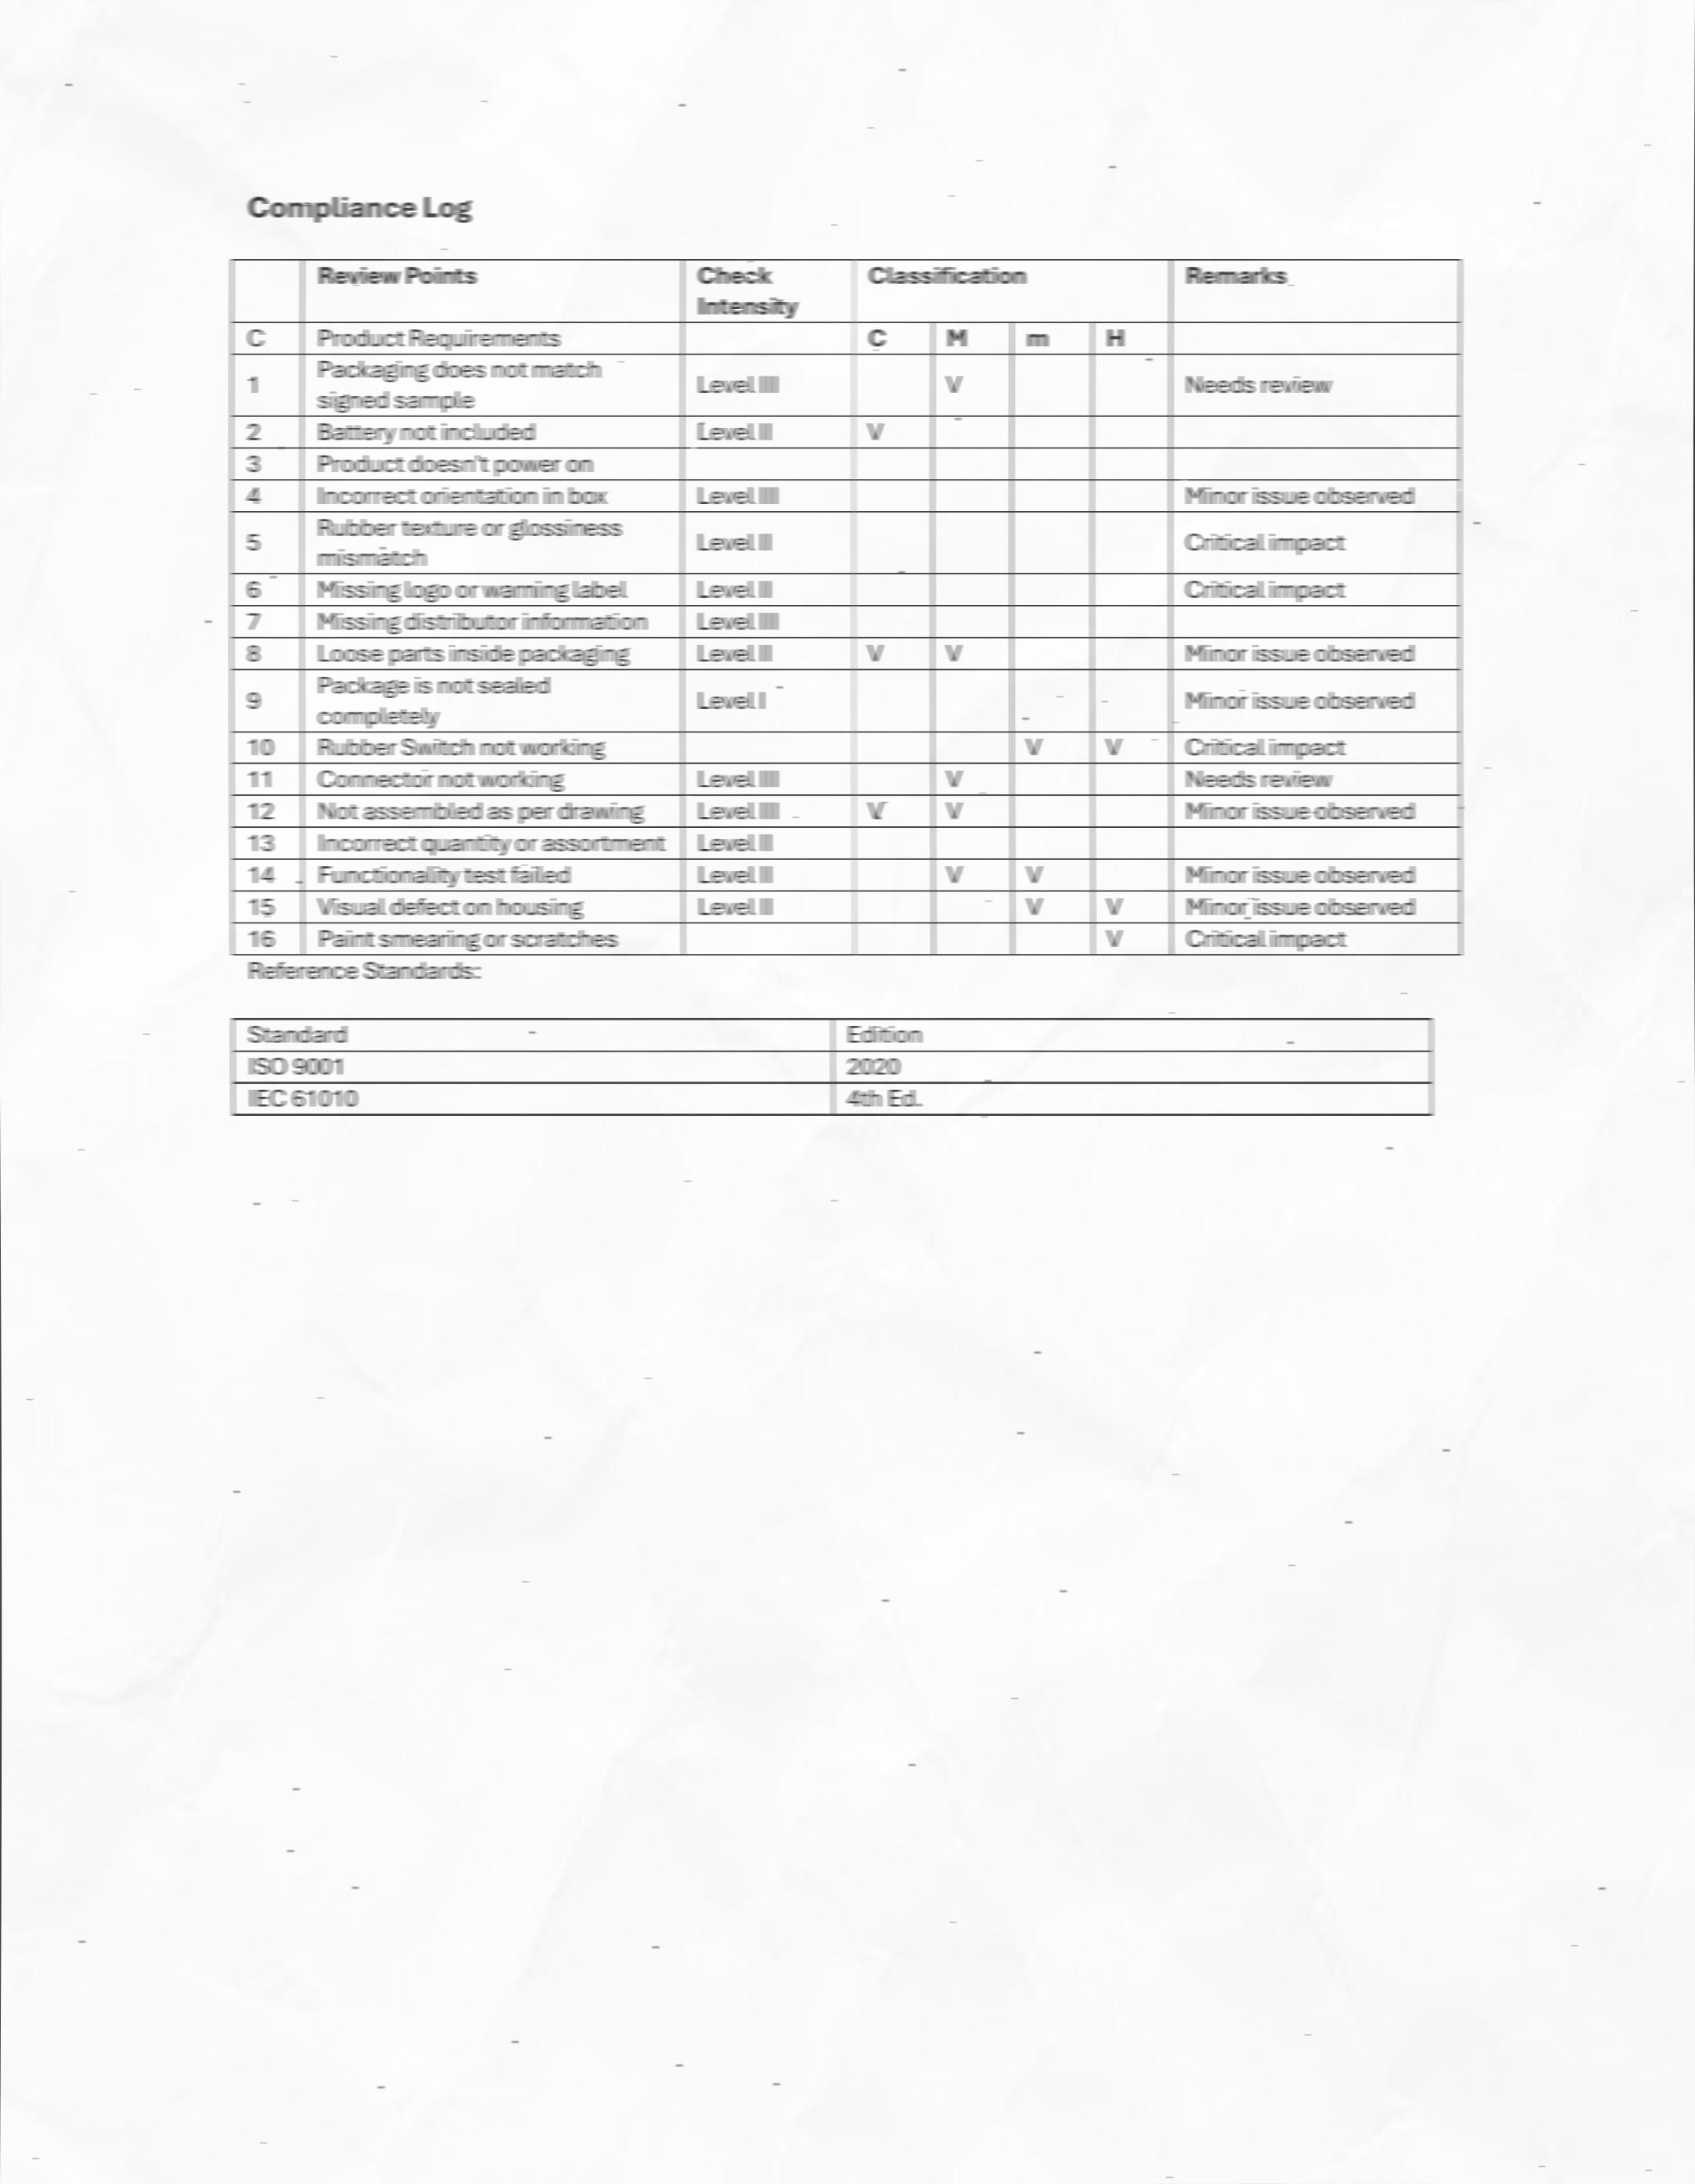 Compliance Log
Review Points Check Intensity Classification Remarks
C Product Requirements C M m H
1 Packaging does not match signed sample Level III V Needs review
2 Battery not included Level II V
3 Product doesn't power on
4 Incorrect orientation in box Level III Minor issue observed
5 Rubber texture or glossiness mismatch Level II Critical impact
6 Missing logo or warning label Level II Critical impact
7 Missing distributor information Level III
8 Loose parts inside packaging Level II V V Minor issue observed
9 Package is not sealed completely Level I Minor issue observed
10 Rubber Switch not working V V Critical impact
11 Connector not working Level III V Needs review
12 Not assembled as per drawing Level III V V Minor issue observed
13 Incorrect quantity or assortment Level II
14 Functionality test failed Level II V V Minor issue observed
15 Visual defect on housing Level II V V Minor issue observed
16 Paint smearing or scratches V Critical impact
Reference Standards:
Standard Edition
ISO 9001 2020
IEC 61010 4th Ed.